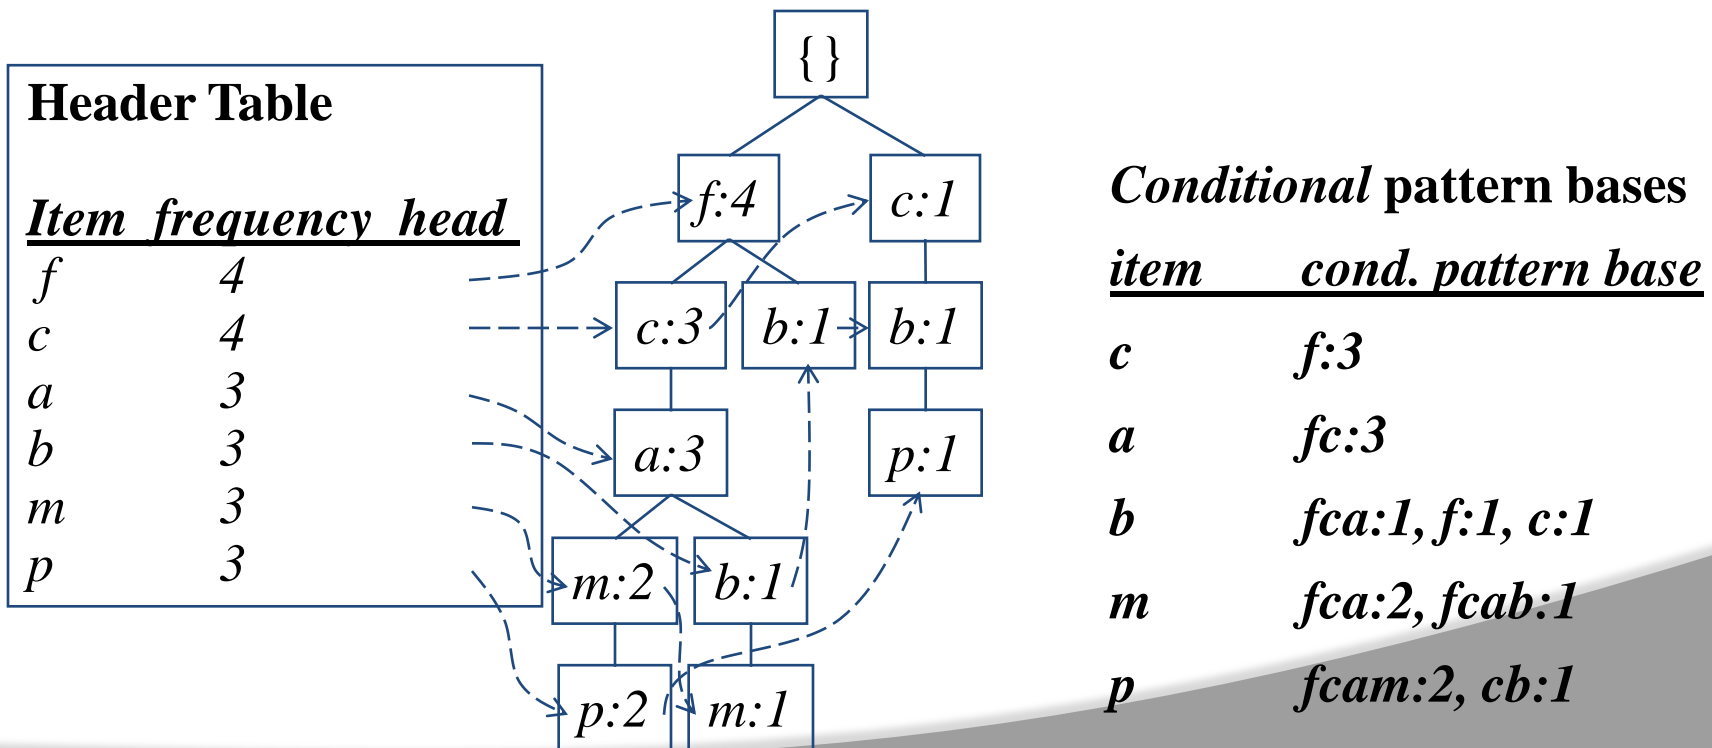 Header Table
Item frequency head
f 4
c 4
a 3
b 3
m 3
p 3
{}
f:4 c:1
c:3 b:1 b:1
a:3 p:1
m:2 b:1
p:2 m:1
Conditional pattern bases
item cond. pattern base
c f:3
a fc:3
b fca:1, f:1, c:1
m fca:2, fcab:1
p fcam:2, cb:1